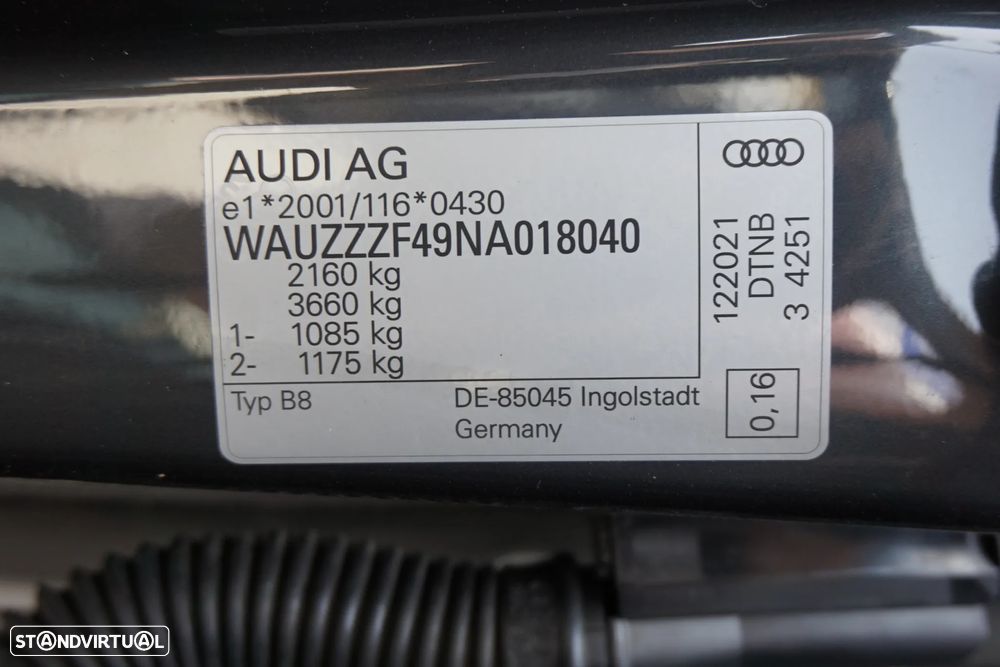 AUDI AG
e1*2001/116*0430
WAUZZZF49NA018040
2160 kg
3660 kg
1- 1085 kg
2- 1175 kg
Typ B8
DE-85045 Ingolstadt
Germany
122021
DTNB
3 4251
0,16
STANDVIRTUAL